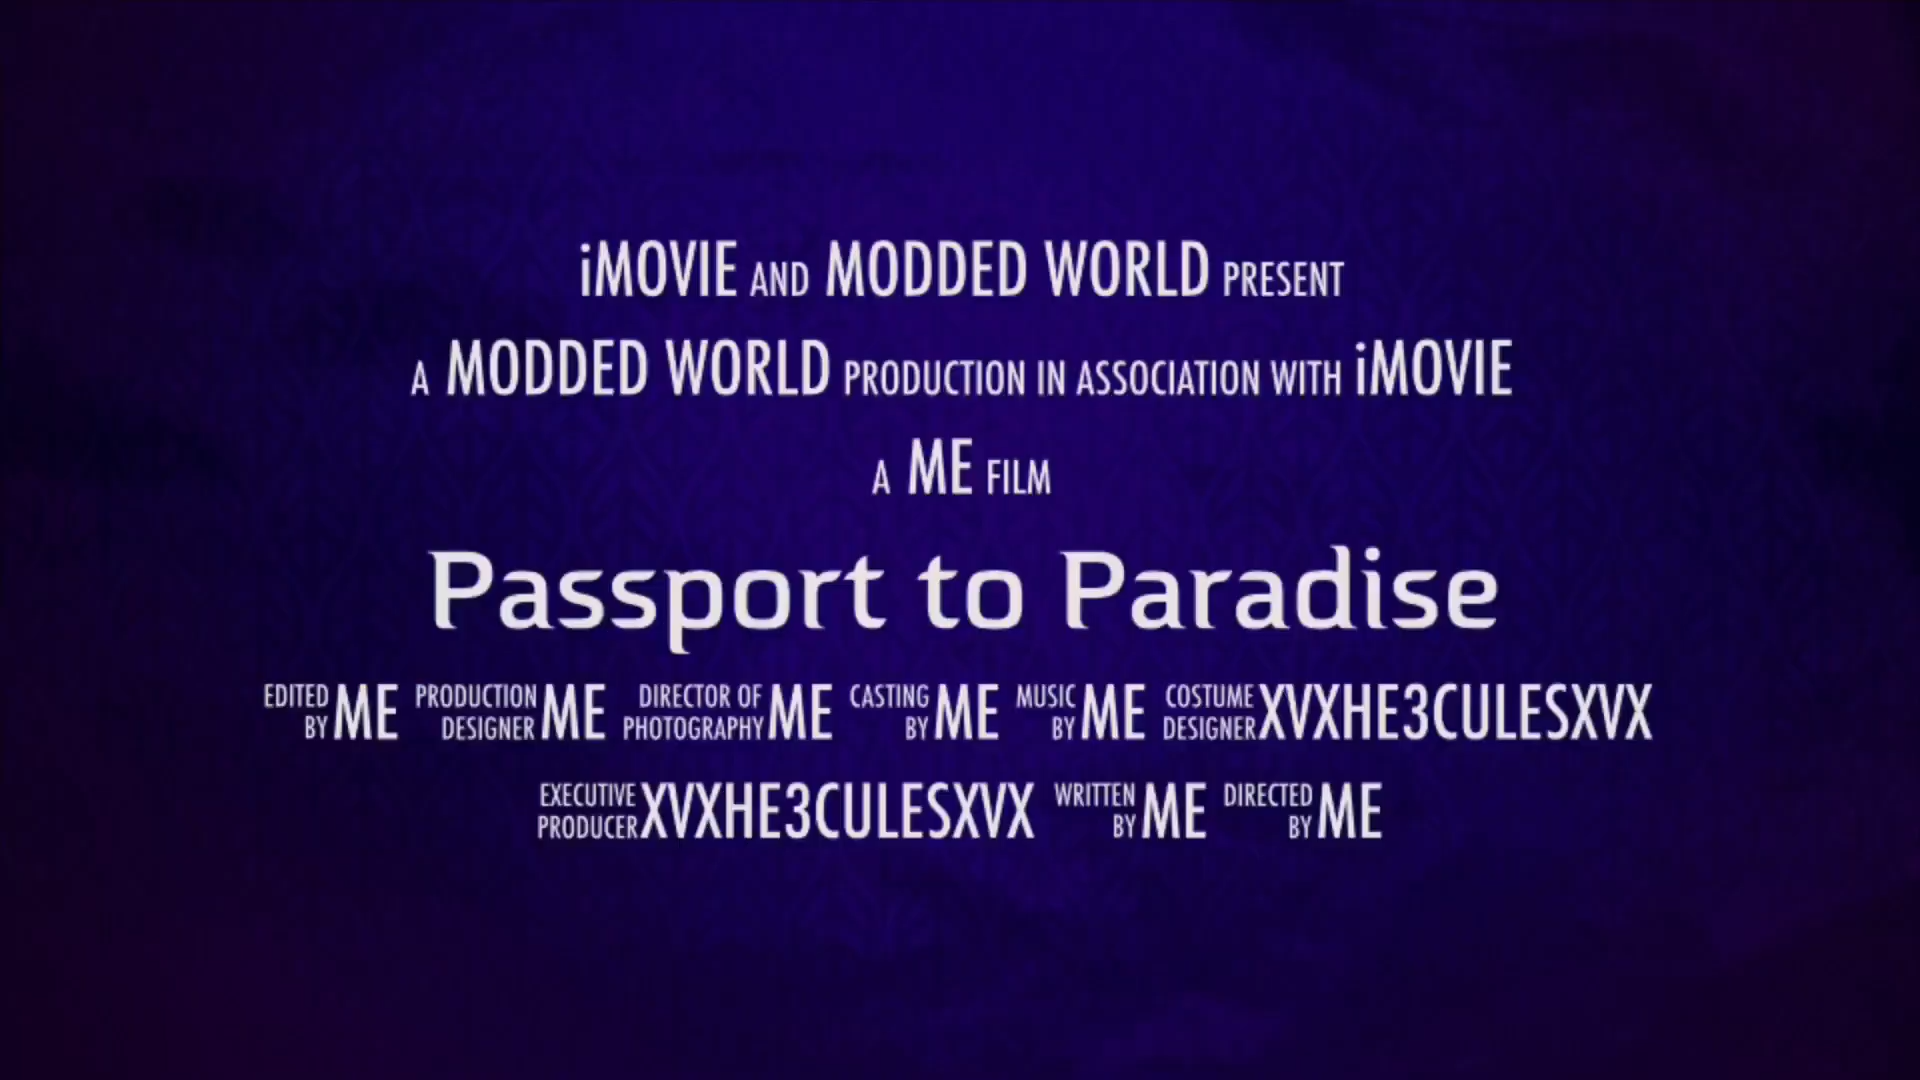 iMOVIE AND MODDED WORLD PRESENT
A MODDED WORLD PRODUCTION IN ASSOCIATION WITH iMOVIE
A ME FILM
Passport to Paradise
EDITED BY ME PRODUCTION DESIGNER ME DIRECTOR OF PHOTOGRAPHY ME CASTING BY ME MUSIC BY ME COSTUME DESIGNER XVXHE3CULESXVX
EXECUTIVE PRODUCER XVXHE3CULESXVX WRITTEN BY ME DIRECTED BY ME